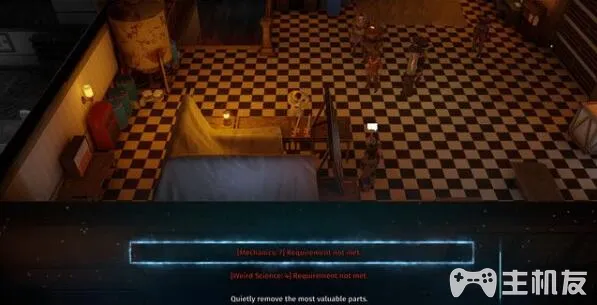 [Mechanics: 7] Requirement not met.
[Weird Science: 4] Requirement not met.
Quietly remove the most valuable parts.
主机友